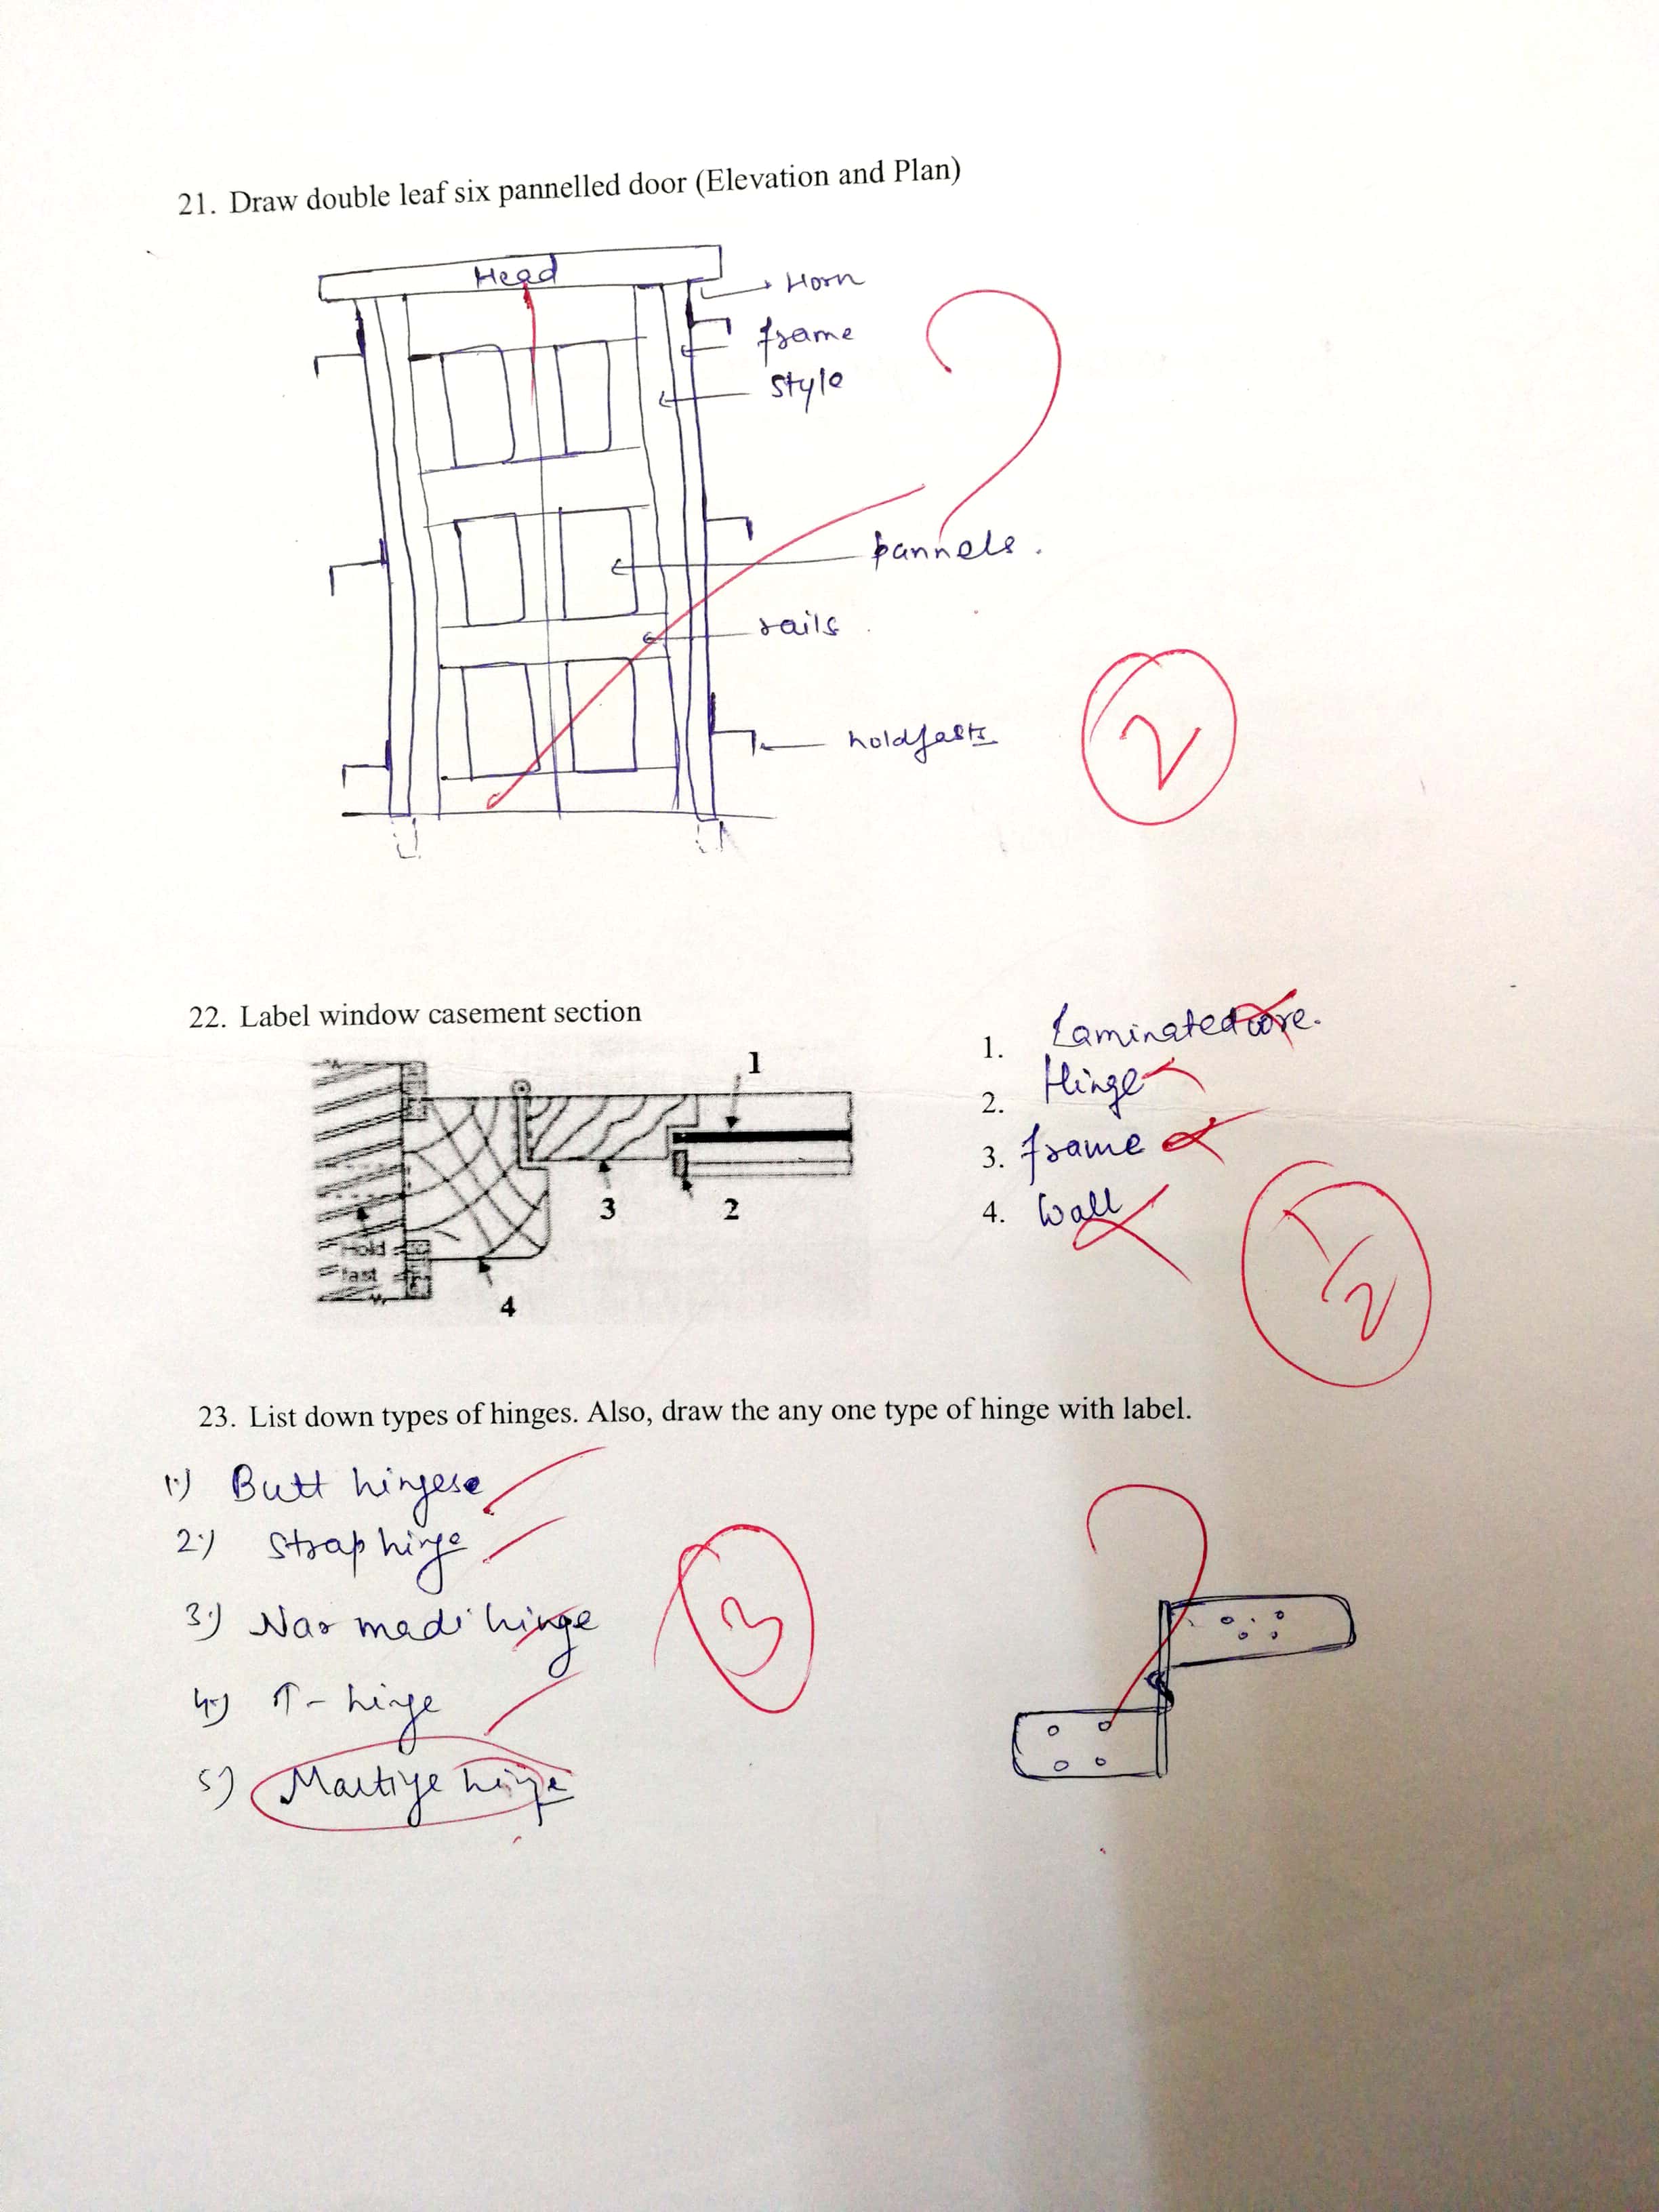 21. Draw double leaf six pannelled door (Elevation and Plan)
Head
Horn
frame
style
pannels.
rails
holdfasts
2
22. Label window casement section
1
3
2
Hold
fast
4
1. Laminated core.
2. Hinge
3. frame
4. Wall
1/2
23. List down types of hinges. Also, draw the any one type of hinge with label.
1.) Butt hingese
2.) Strap hinge
3.) Nar madi hinge
4.) T- hinge
5) hinge
3